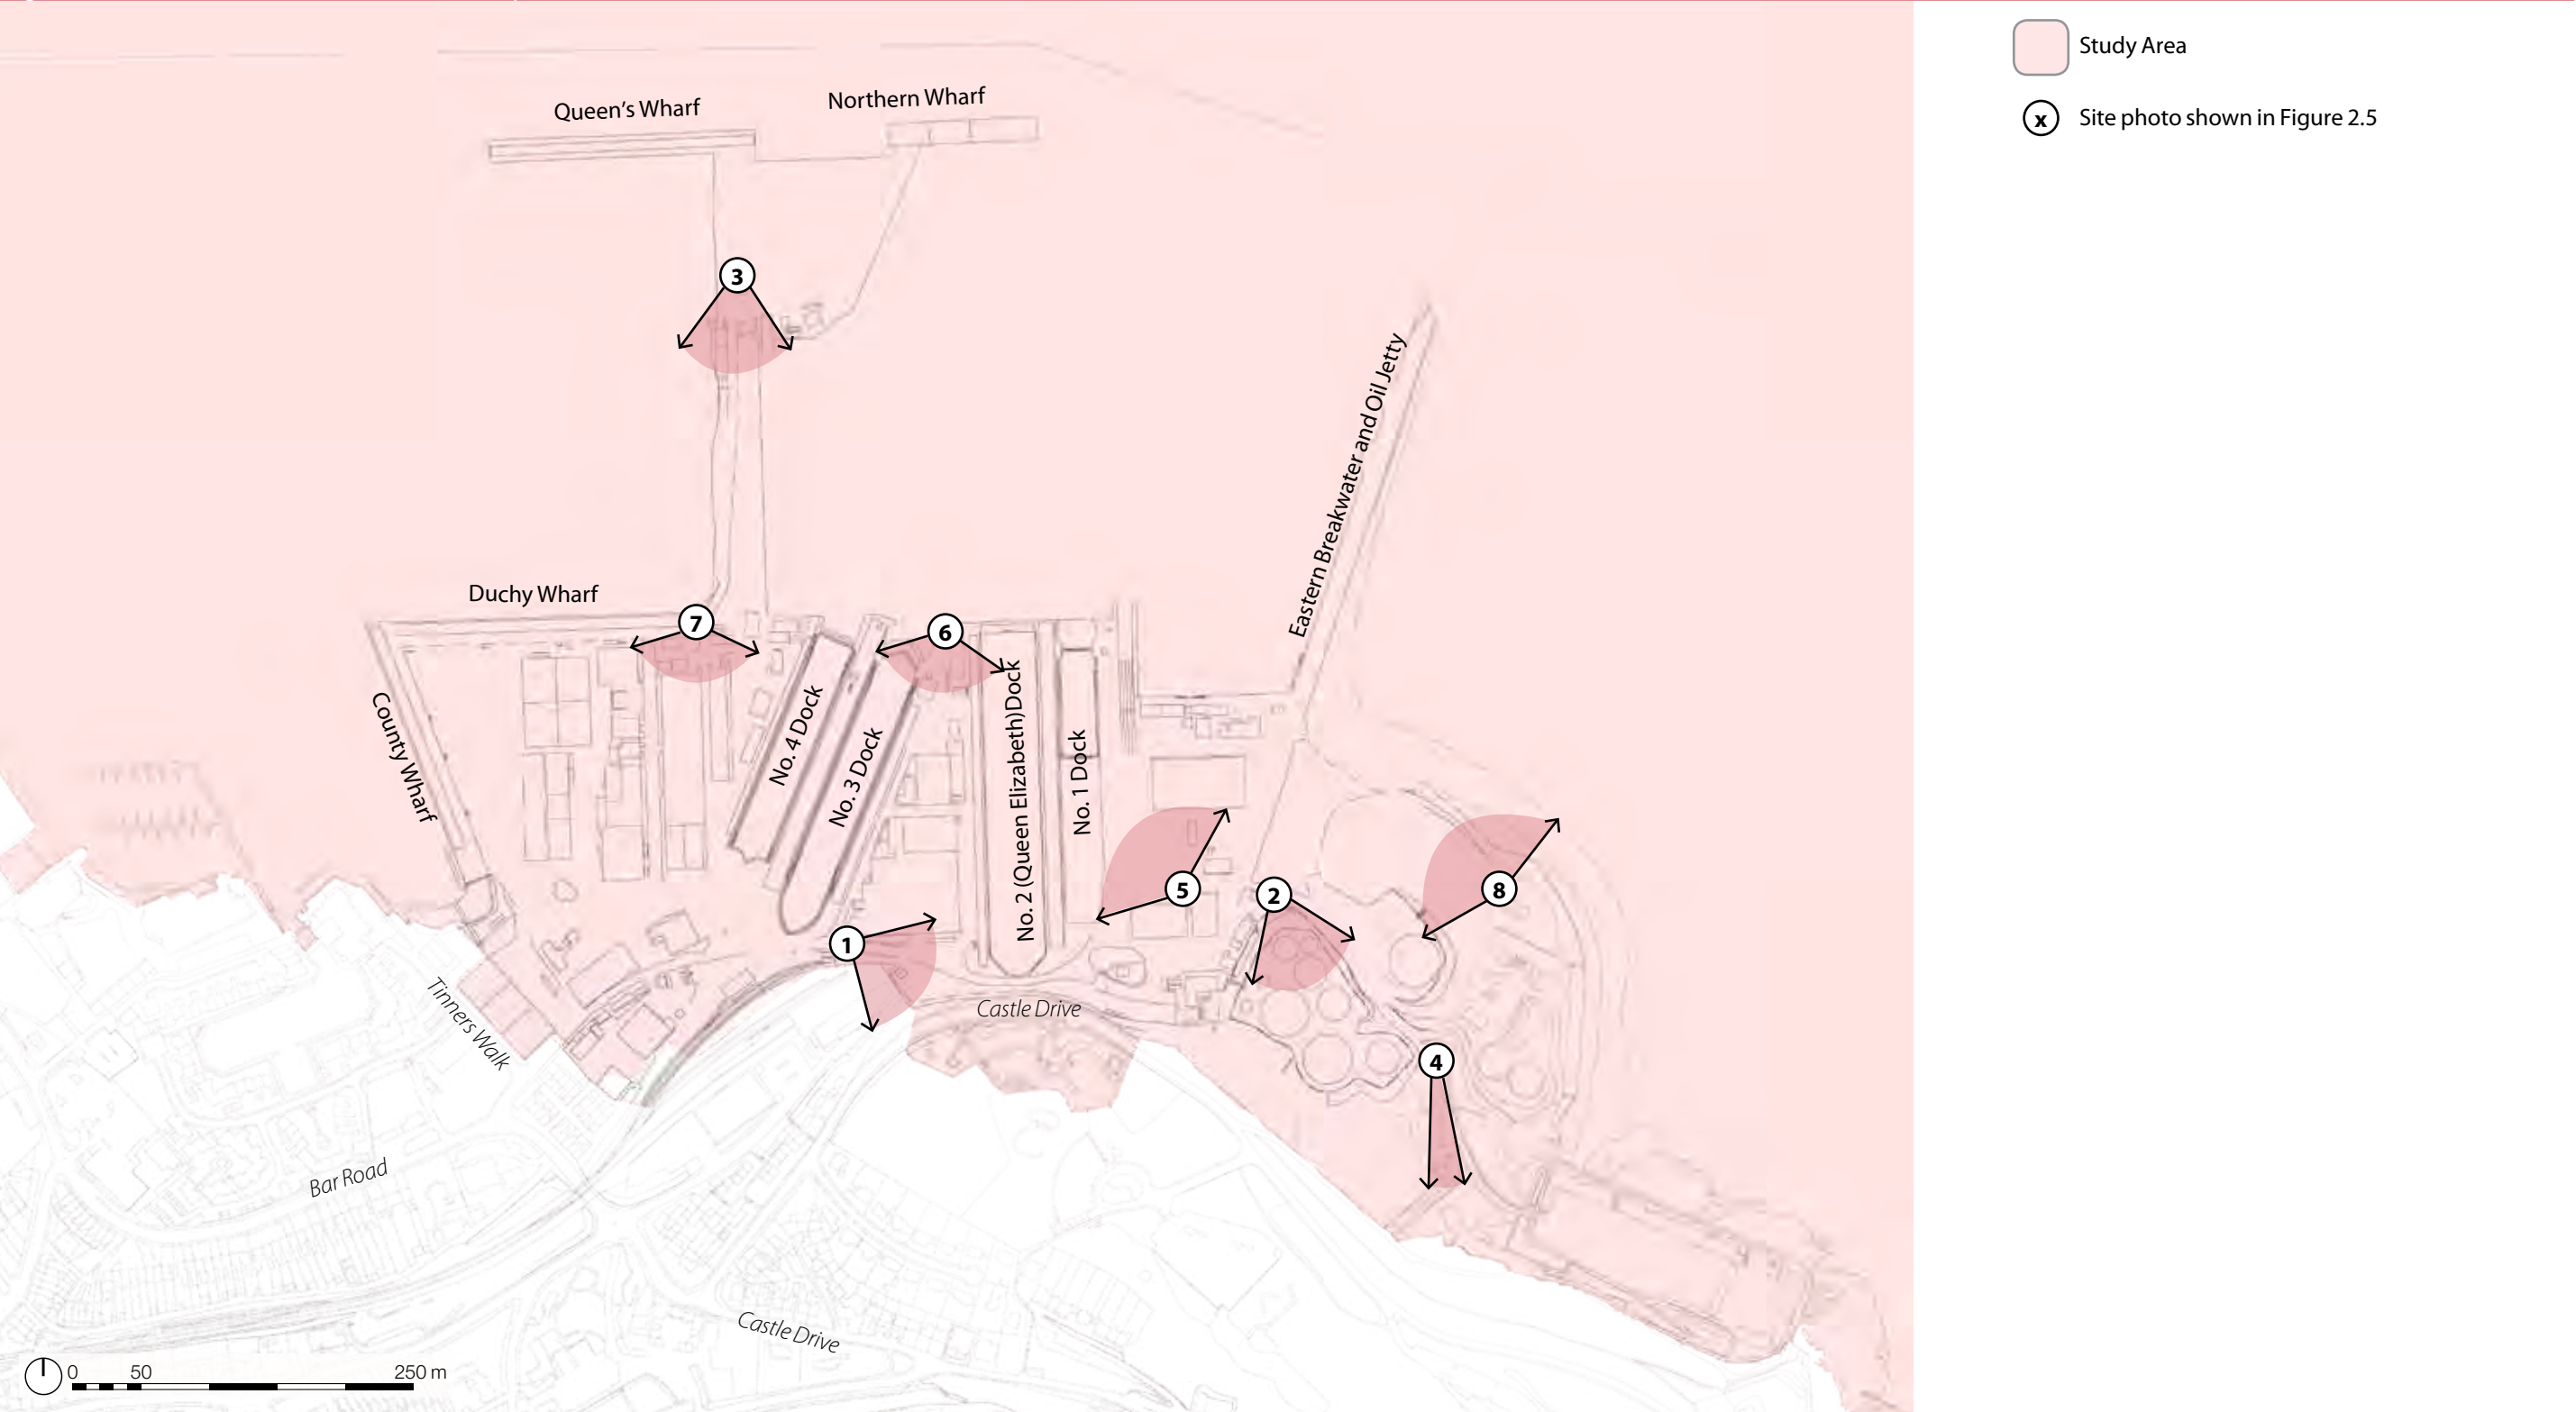 Study Area
x Site photo shown in Figure 2.5
Queen's Wharf
Northern Wharf
3
Eastern Breakwater and Oil Jetty
Duchy Wharf
7
6
County Wharf
No. 4 Dock
No. 3 Dock
No. 2 (Queen Elizabeth)Dock
No. 1 Dock
5
2
8
1
Castle Drive
Tinners Walk
4
Bar Road
Castle Drive
0 50 250 m